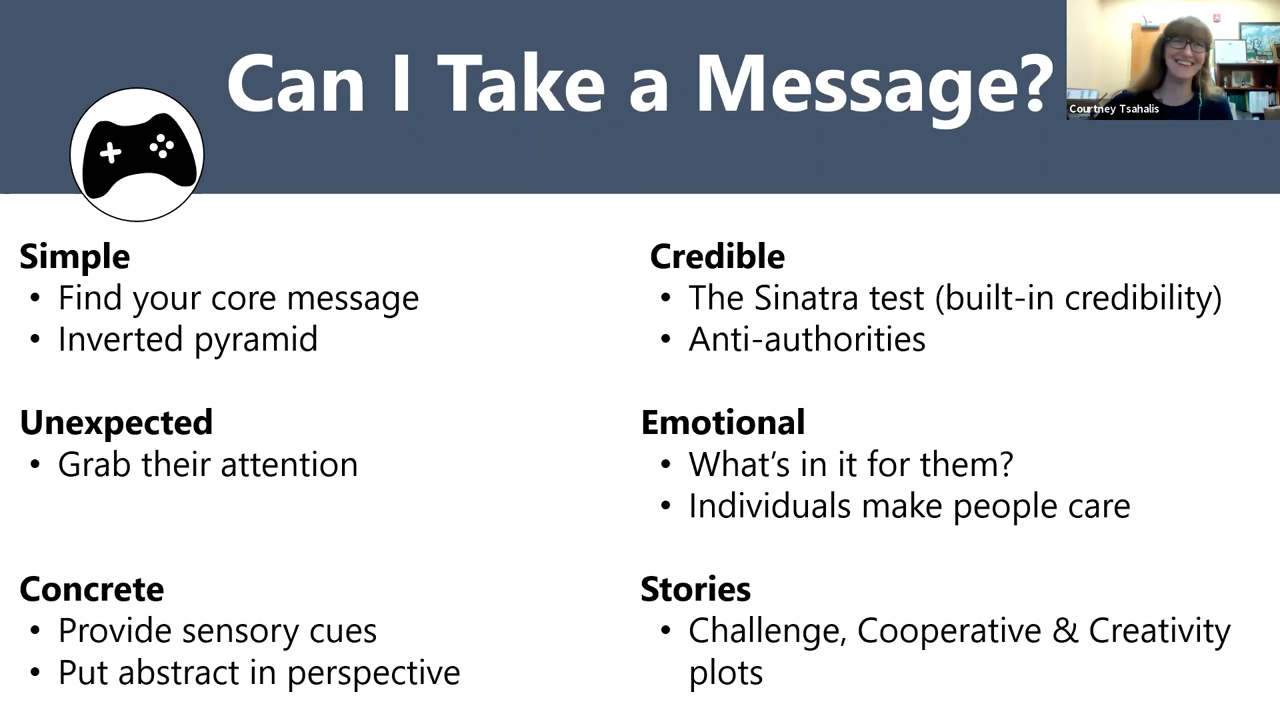 Can I Take a Message?
Courtney Tsahalis
Simple
• Find your core message
• Inverted pyramid
Unexpected
• Grab their attention
Concrete
• Provide sensory cues
• Put abstract in perspective
Credible
• The Sinatra test (built-in credibility)
• Anti-authorities
Emotional
• What's in it for them?
• Individuals make people care
Stories
• Challenge, Cooperative & Creativity
plots